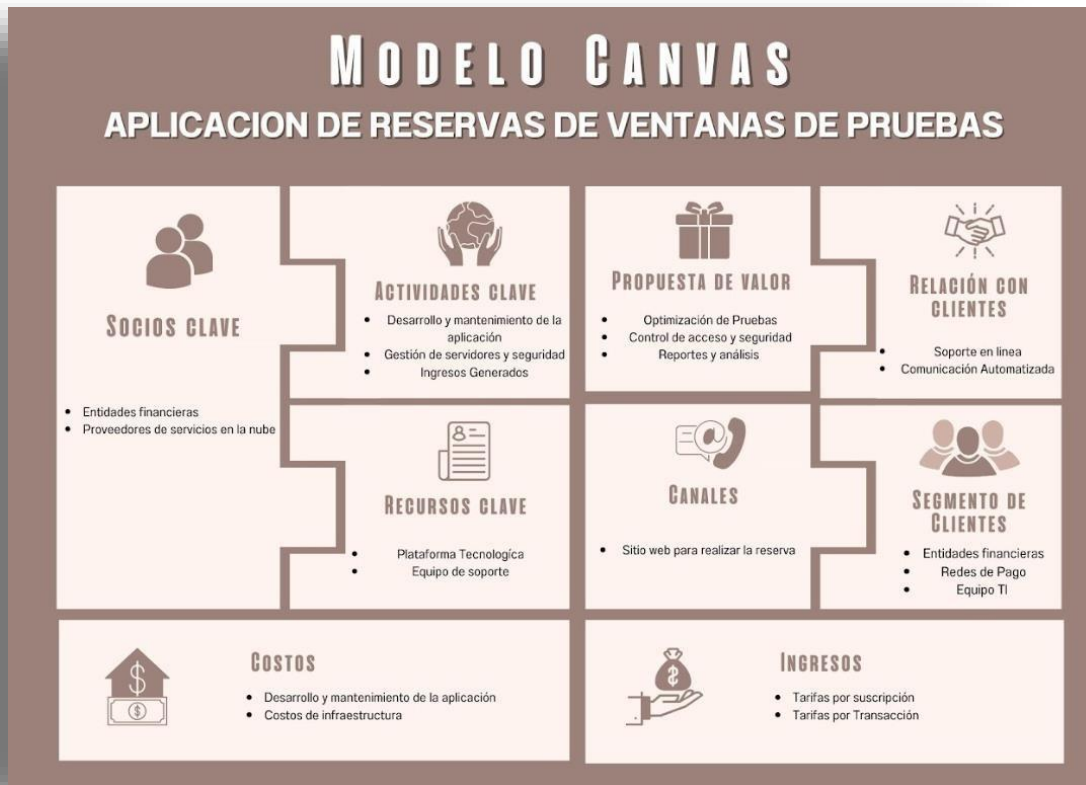 MODELO CANVAS
APLICACION DE RESERVAS DE VENTANAS DE PRUEBAS
SOCIOS CLAVE
• Entidades financieras
• Proveedores de servicios en la nube
ACTIVIDADES CLAVE
• Desarrollo y mantenimiento de la
aplicación
• Gestión de servidores y seguridad
• Ingresos Generados
RECURSOS CLAVE
• Plataforma Tecnologíca
• Equipo de soporte
PROPUESTA DE VALOR
• Optimización de Pruebas
• Control de acceso y seguridad
• Reportes y análisis
CANALES
• Sitio web para realizar la reserva
RELACIÓN CON
CLIENTES
• Soporte en linea
• Comunicación Automatizada
SEGMENTO DE
CLIENTES
• Entidades financieras
• Redes de Pago
• Equipo TI
COSTOS
• Desarrollo y mantenimiento de la aplicación
• Costos de infraestructura
INGRESOS
• Tarifas por suscripción
• Tarifas por Transacción